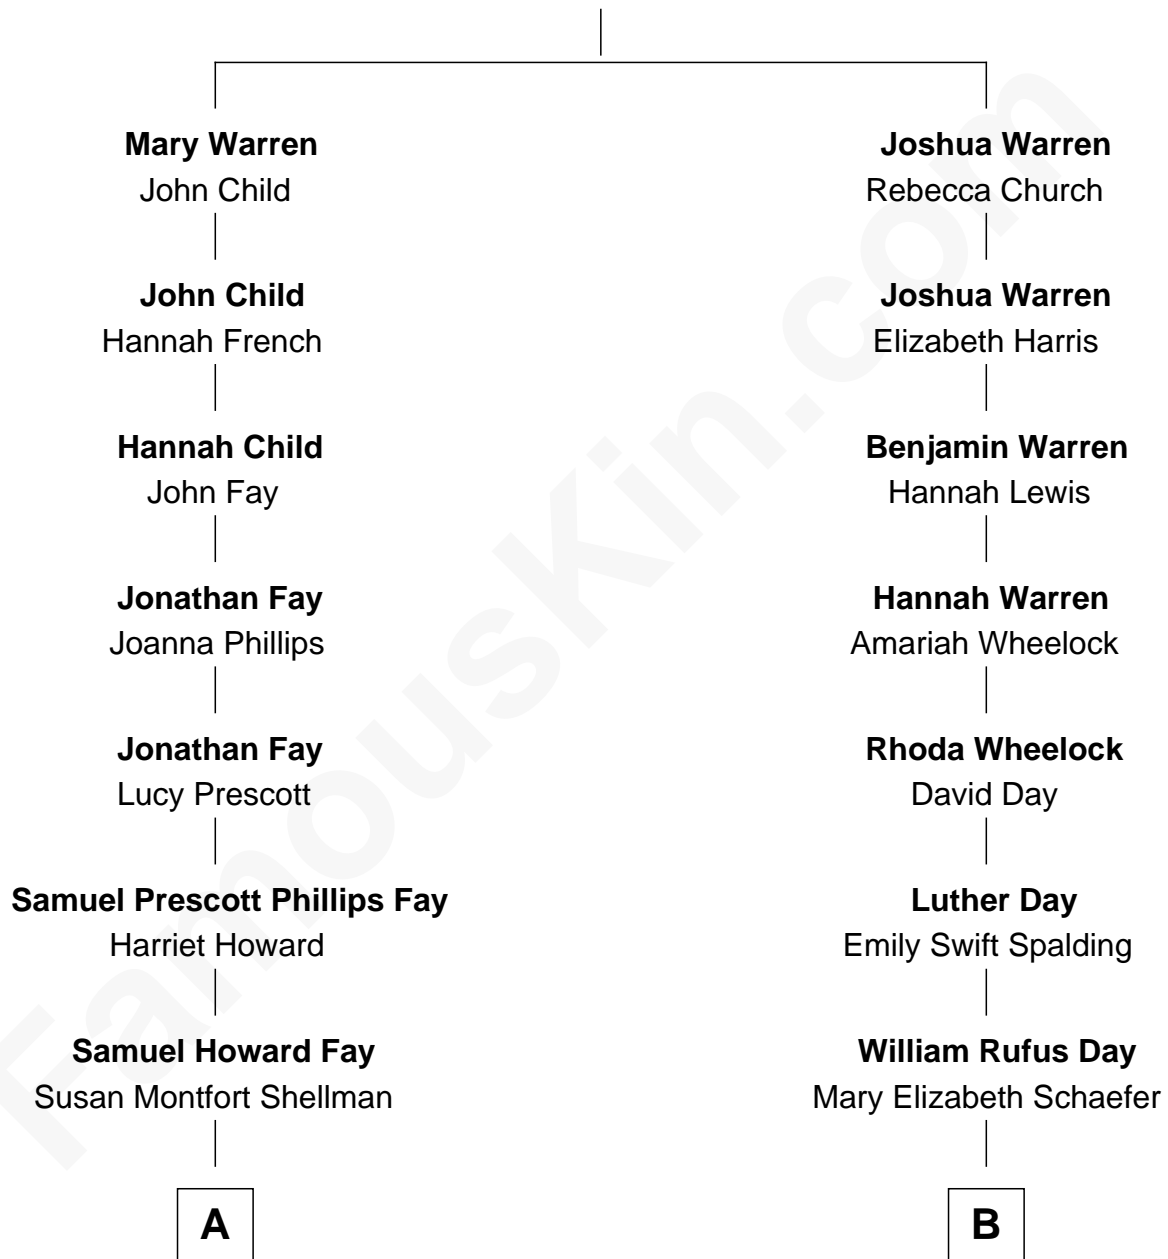 Mary Warren
John Child
John Child
Hannah French
Hannah Child
John Fay
Jonathan Fay
Joanna Phillips
Jonathan Fay
Lucy Prescott
Samuel Prescott Phillips Fay
Harriet Howard
Samuel Howard Fay
Susan Montfort Shellman
A
Joshua Warren
Rebecca Church
Joshua Warren
Elizabeth Harris
Benjamin Warren
Hannah Lewis
Hannah Warren
Amariah Wheelock
Rhoda Wheelock
David Day
Luther Day
Emily Swift Spalding
William Rufus Day
Mary Elizabeth Schaefer
B
FamousKin.com